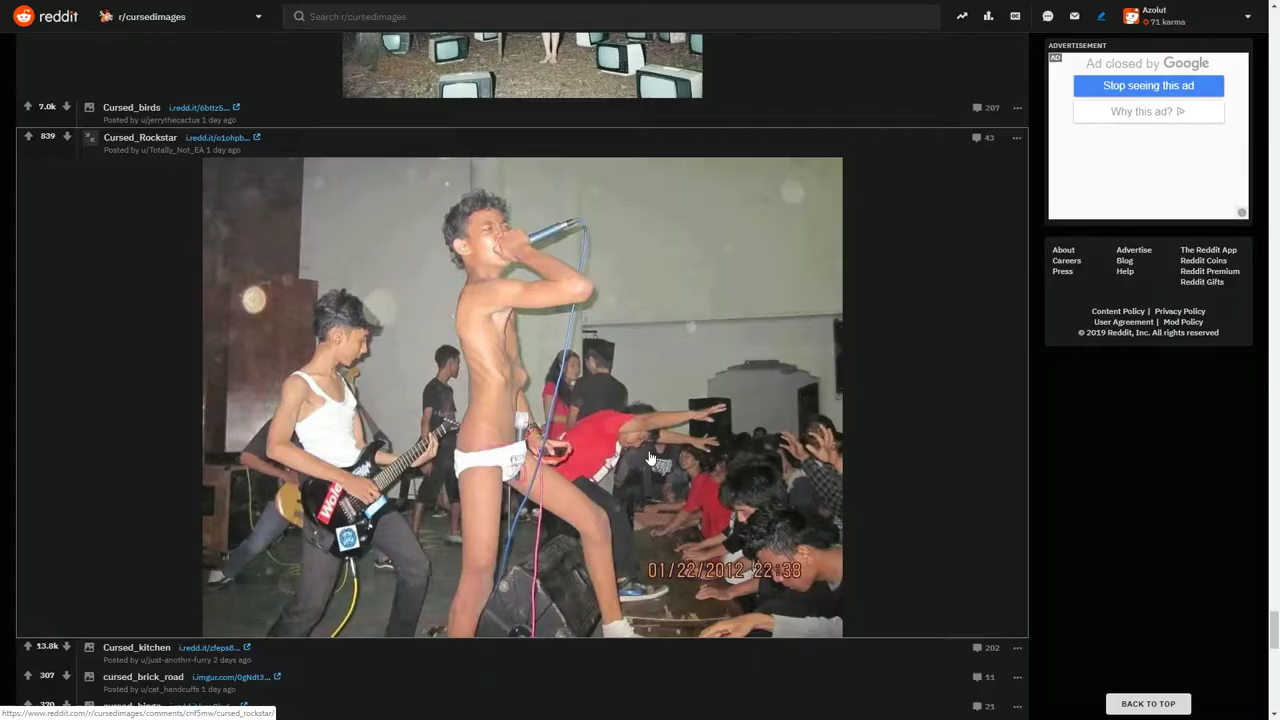 reddit
r/cursedimages
Search r/cursedimages
Azolut
71 karma
7.0k
Cursed_birds i.redd.it/6bttz6...
207
Posted by u/jerrythecactus 1 day ago
839
Cursed_Rockstar i.redd.it/o1ohpb...
43
Posted by u/Totally_Not_EA 1 day ago
Wole
01/22/2012 22:38
13.8k
Cursed_kitchen i.redd.it/zfeps8...
202
Posted by u/just-anothrr-furry 2 days ago
307
cursed_brick_road i.imgur.com/0gNdt3...
11
Posted by u/cat_handcuffs 1 day ago
21
https://www.reddit.com/r/cursedimages/comments/cnf5mw/cursed_rockstar/
ADVERTISEMENT
AD
Ad closed by Google
Stop seeing this ad
Why this ad?
About
Advertise
The Reddit App
Careers
Blog
Reddit Coins
Press
Help
Reddit Premium
Reddit Gifts
Content Policy | Privacy Policy
User Agreement | Mod Policy
© 2019 Reddit, Inc. All rights reserved
BACK TO TOP